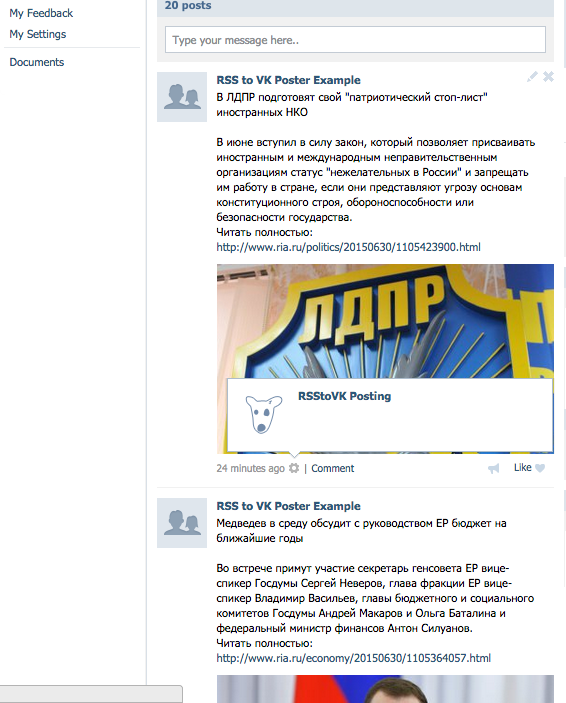 My Feedback
My Settings
Documents
20 posts
Type your message here..
RSS to VK Poster Example
В ЛДПР подготовят свой "патриотический стоп-лист"
иностранных НКО
В июне вступил в силу закон, который позволяет присваивать
иностранным и международным неправительственным
организациям статус "нежелательных в России" и запрещать
им работу в стране, если они представляют угрозу основам
конституционного строя, обороноспособности или
безопасности государства.
Читать полностью:
http://www.ria.ru/politics/20150630/1105423900.html
ЛДПР
RSStoVK Posting
24 minutes ago | Comment
Like
RSS to VK Poster Example
Медведев в среду обсудит с руководством ЕР бюджет на
ближайшие годы
Во встрече примут участие секретарь генсовета ЕР вице-
спикер Госдумы Сергей Неверов, глава фракции ЕР вице-
спикер Владимир Васильев, главы бюджетного и социального
комитетов Госдумы Андрей Макаров и Ольга Баталина и
федеральный министр финансов Антон Силуанов.
Читать полностью:
http://www.ria.ru/economy/20150630/1105364057.html